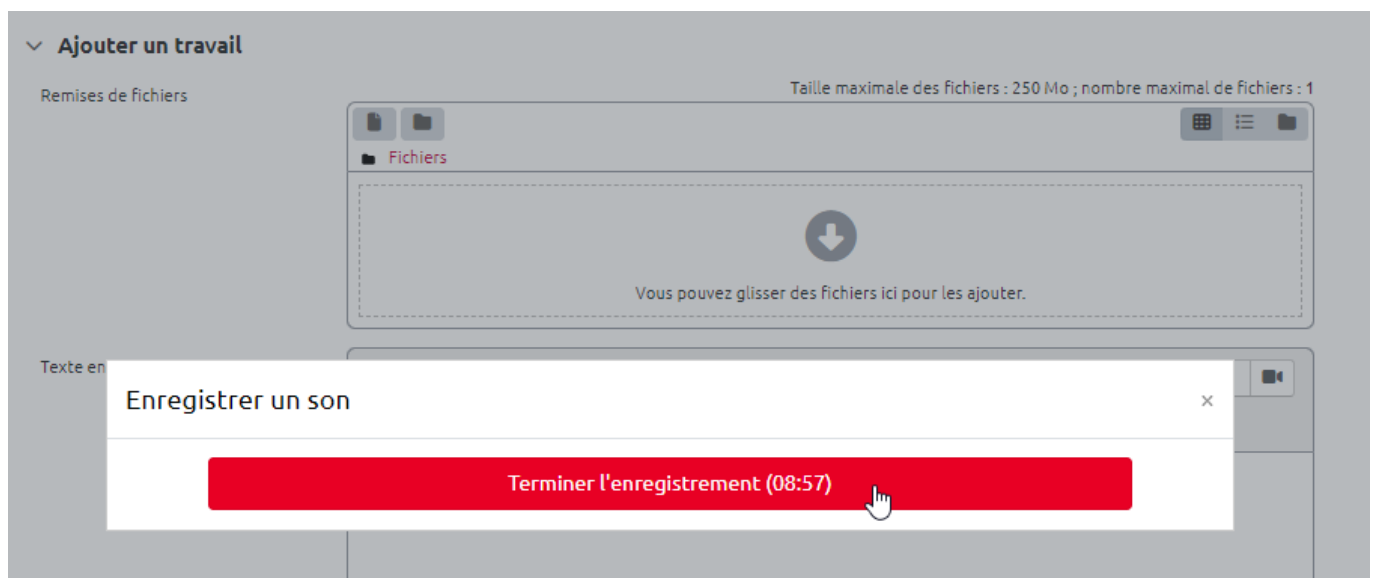 Ajouter un travail
Remises de fichiers
Taille maximale des fichiers : 250 Mo ; nombre maximal de fichiers : 1
Fichiers
Vous pouvez glisser des fichiers ici pour les ajouter.
Texte en
Enregistrer un son
×
Terminer l'enregistrement (08:57)